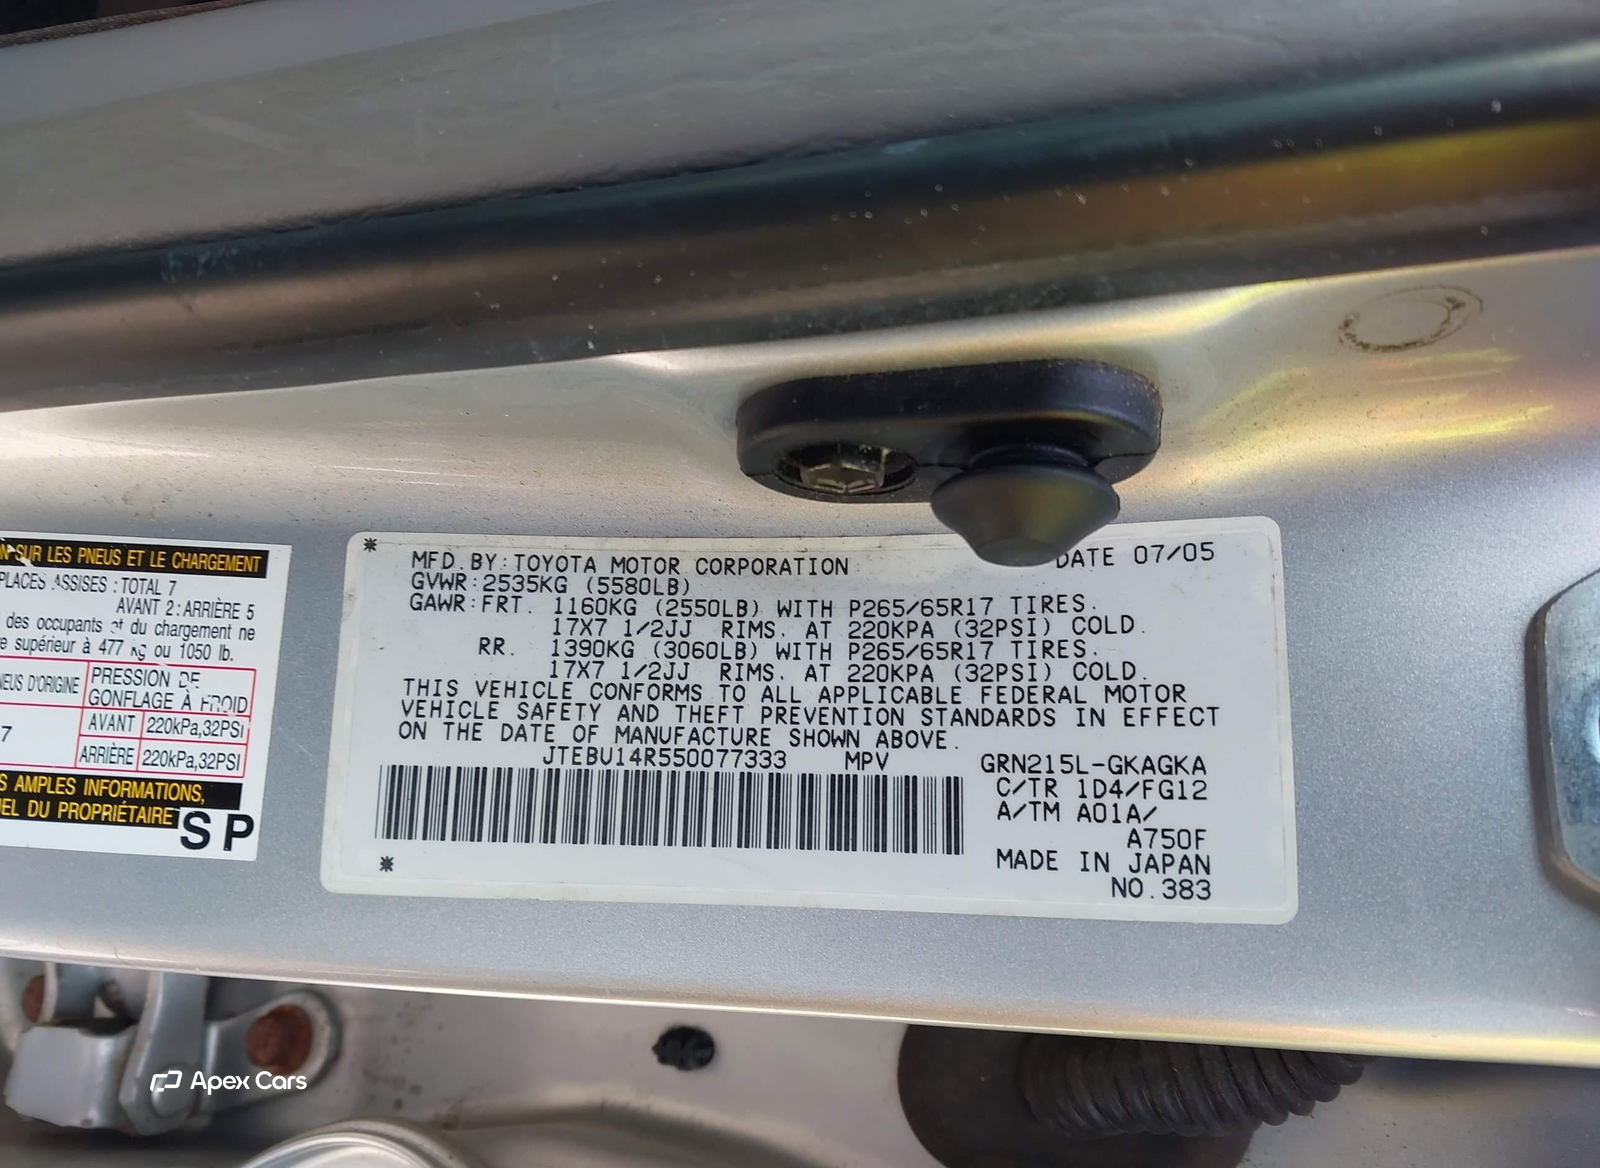 SUR LES PNEUS ET LE CHARGEMENT
PLACES ASSISES : TOTAL 7
AVANT 2 : ARRIÈRE 5
des occupants et du chargement ne
supérieur à 477 kg ou 1050 lb.
D'ORIGINE
PRESSION DE
GONFLAGE À FROID
7
AVANT 220kPa,32PSI
ARRIÈRE 220kPa,32PSI
AMPLES INFORMATIONS,
DU PROPRIÉTAIRE
SP
MFD. BY: TOYOTA MOTOR CORPORATION DATE 07/05
GVWR: 2535KG (5580LB)
GAWR: FRT. 1160KG (2550LB) WITH P265/65R17 TIRES.
17X7 1/2JJ RIMS. AT 220KPA (32PSI) COLD.
RR. 1390KG (3060LB) WITH P265/65R17 TIRES.
17X7 1/2JJ RIMS. AT 220KPA (32PSI) COLD.
THIS VEHICLE CONFORMS TO ALL APPLICABLE FEDERAL MOTOR
VEHICLE SAFETY AND THEFT PREVENTION STANDARDS IN EFFECT
ON THE DATE OF MANUFACTURE SHOWN ABOVE.
JTEBU14R550077333 MPV
GRN215L-GKAGKA
C/TR 1D4/FG12
A/TM A01A/
A750F
MADE IN JAPAN
NO.383
Apex Cars